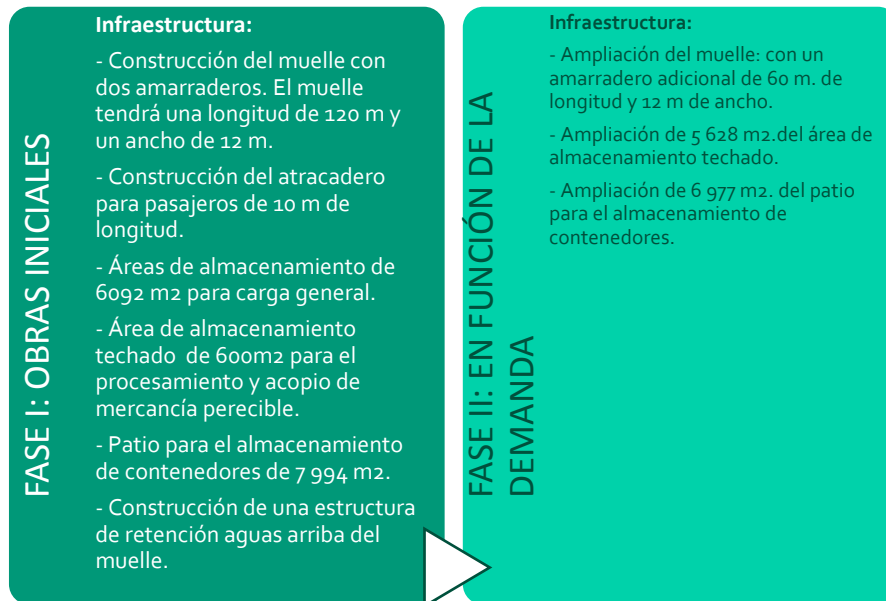 FASE I: OBRAS INICIALES
Infraestructura:
- Construcción del muelle con
dos amarraderos. El muelle
tendrá una longitud de 120 m y
un ancho de 12 m.
- Construcción del atracadero
para pasajeros de 10 m de
longitud.
- Áreas de almacenamiento de
6092 m2 para carga general.
- Área de almacenamiento
techado  de 600m2 para el
procesamiento y acopio de
mercancía perecible.
- Patio para el almacenamiento
de contenedores de 7 994 m2.
- Construcción de una estructura
de retención aguas arriba del
muelle.
FASE II: EN FUNCIÓN DE LA
DEMANDA
Infraestructura:
- Ampliación del muelle: con un
amarradero adicional de 60 m. de
longitud y 12 m de ancho.
- Ampliación de 5 628 m2.del área de
almacenamiento techado.
- Ampliación de 6 977 m2. del patio
para el almacenamiento de
contenedores.